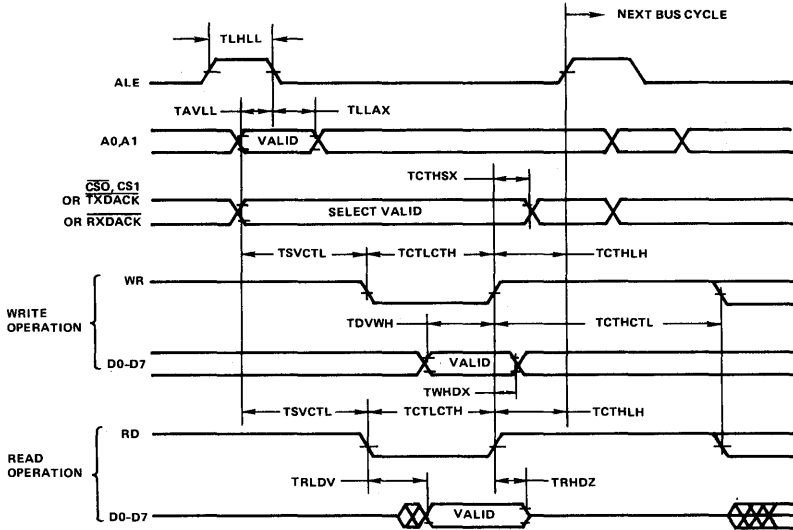 NEXT BUS CYCLE
TLHLL
ALE
TAVLL TLLAX
A0,A1 VALID
TCTHSX
CSO, CS1
OR TXDACK
OR RXDACK
SELECT VALID
TSVCTL TCTLCTH TCTHLH
WR
WRITE
OPERATION
TDVWH TCTHCTL
D0-D7 VALID
TWHDX
TSVCTL TCTLCTH TCTHLH
RD
READ
OPERATION
TRLDV TRHDZ
D0-D7 VALID